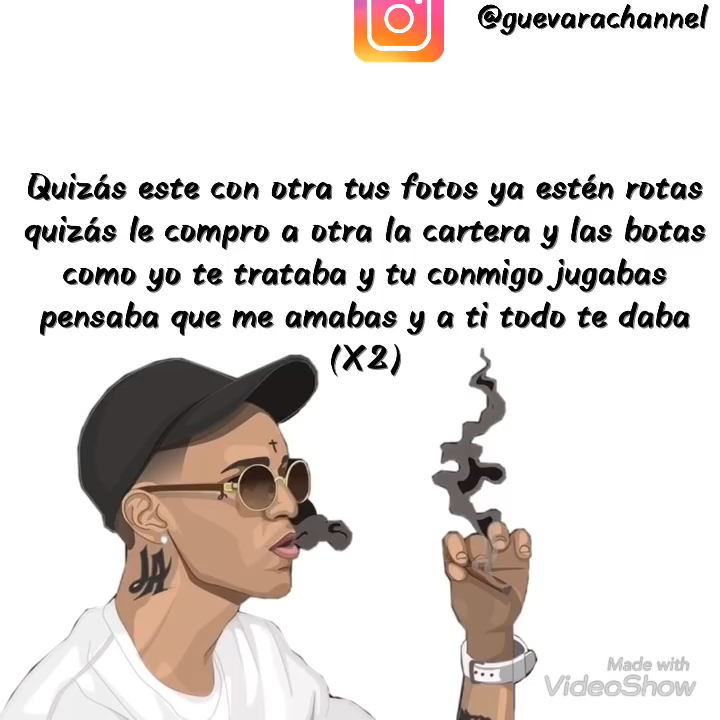 @guevarachannel
Quizás este con otra tus fotos ya estén rotas
quizás le compro a otra la cartera y las botas
como yo te trataba y tu conmigo jugabas
pensaba que me amabas y a ti todo te daba
(X2)
JA
Made with
VideoShow